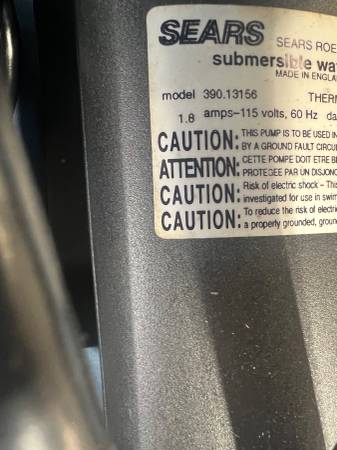 SEARS SEARS ROE
submersible wa
MADE IN ENGLA
model 390.13156 THERM
1.8 amps-115 volts, 60 Hz da
CAUTION: THIS PUMP IS TO BE USED IN
BY A GROUND FAULT CIRCU
ATTENTION: CETTE POMPE DOIT ETRE B
PROTEGEE PAR UN DISJONC
CAUTION: Risk of electric shock - This
investigated for use in swim
CAUTION: To reduce the risk of electri
a properly grounded, groun